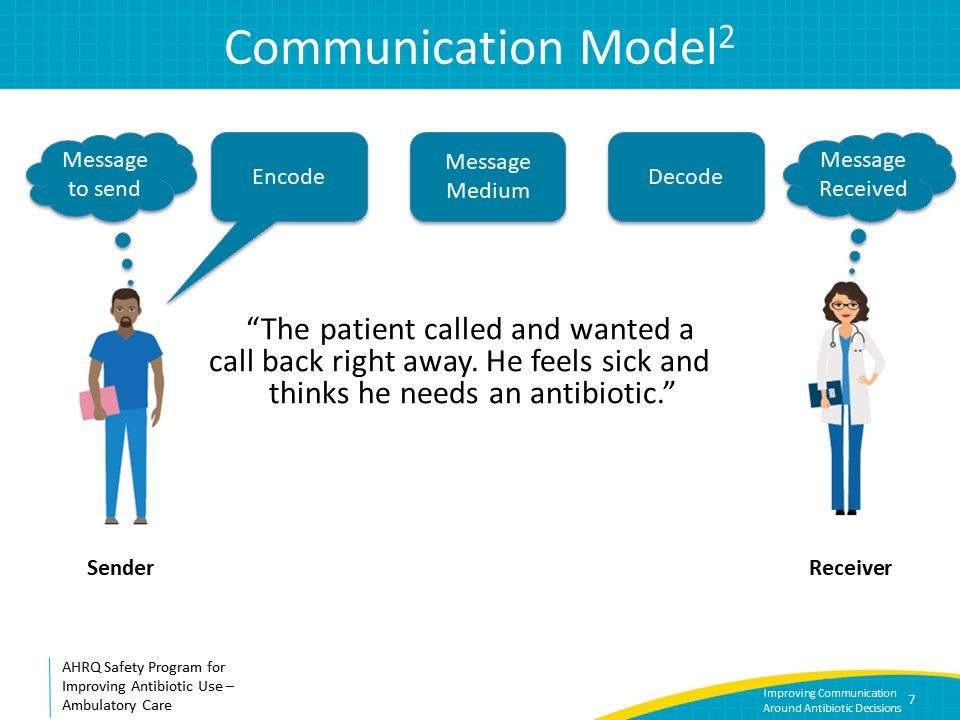 Communication Model²
Message
to send
Encode
Message
Medium
Decode
Message
Received
“The patient called and wanted a
call back right away. He feels sick and
thinks he needs an antibiotic.”
Sender
Receiver
AHRQ Safety Program for
Improving Antibiotic Use –
Ambulatory Care
Improving Communication
Around Antibiotic Decisions
7